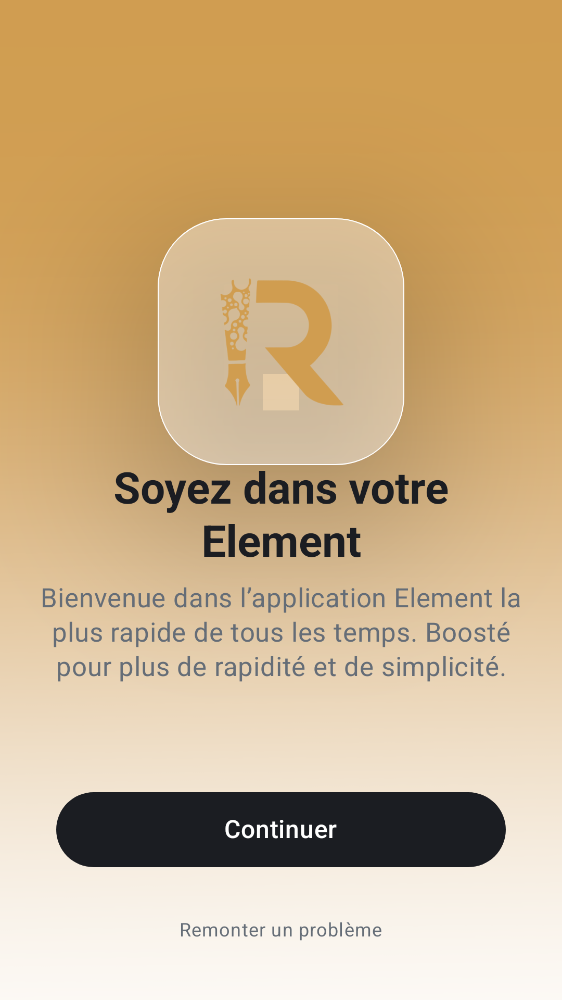 R
Soyez dans votre
Element
Bienvenue dans l’application Element la
plus rapide de tous les temps. Boosté
pour plus de rapidité et de simplicité.
Continuer
Remonter un problème